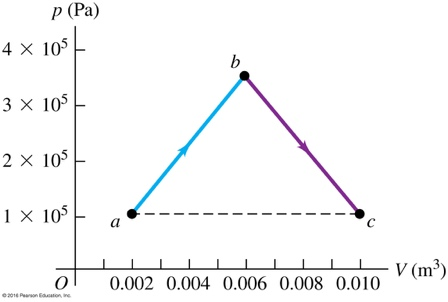 p (Pa)
4 × 10⁵
3 × 10⁵
2 × 10⁵
1 × 10⁵
b
a
c
O
0.002 0.004 0.006 0.008 0.010
V (m³)
© 2016 Pearson Education, Inc.